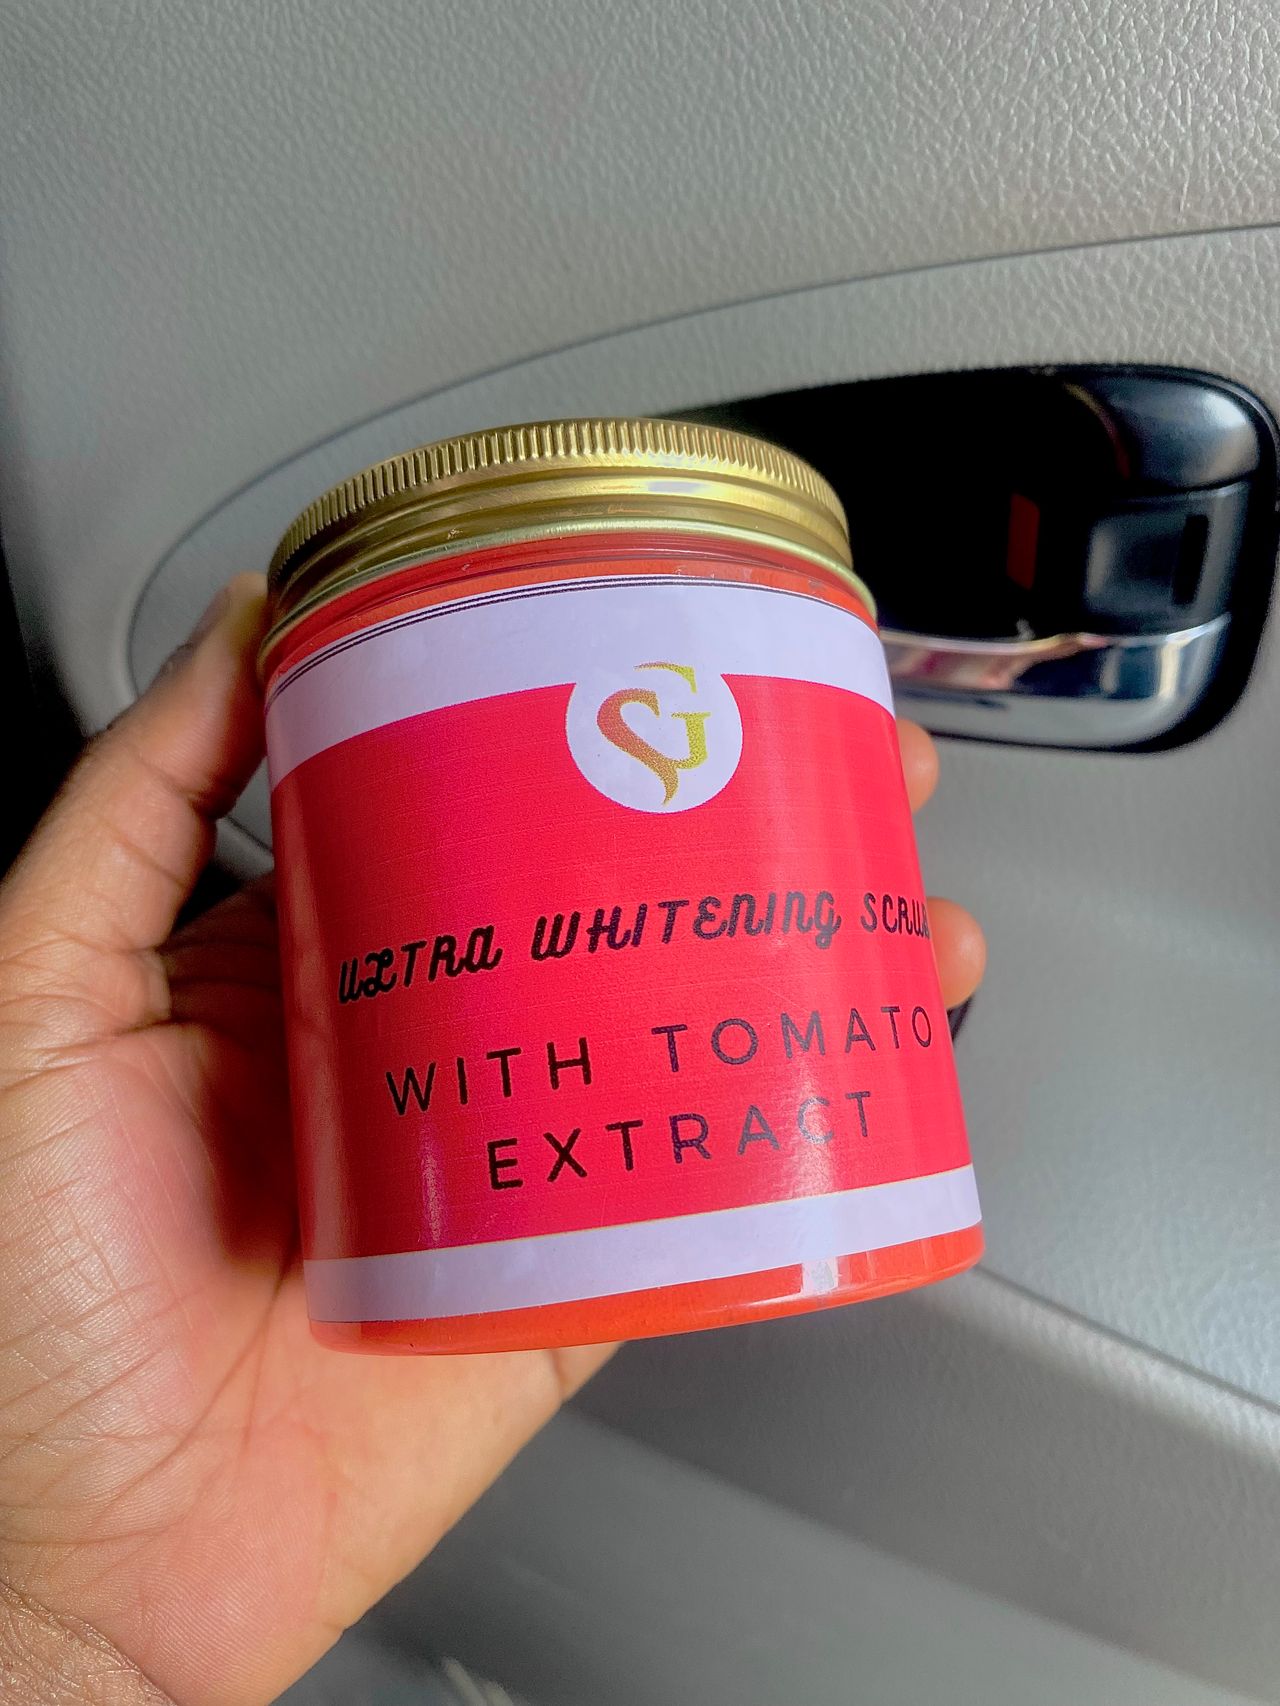 G
ULTRA WHITENING SCRUB
WITH TOMATO
EXTRACT